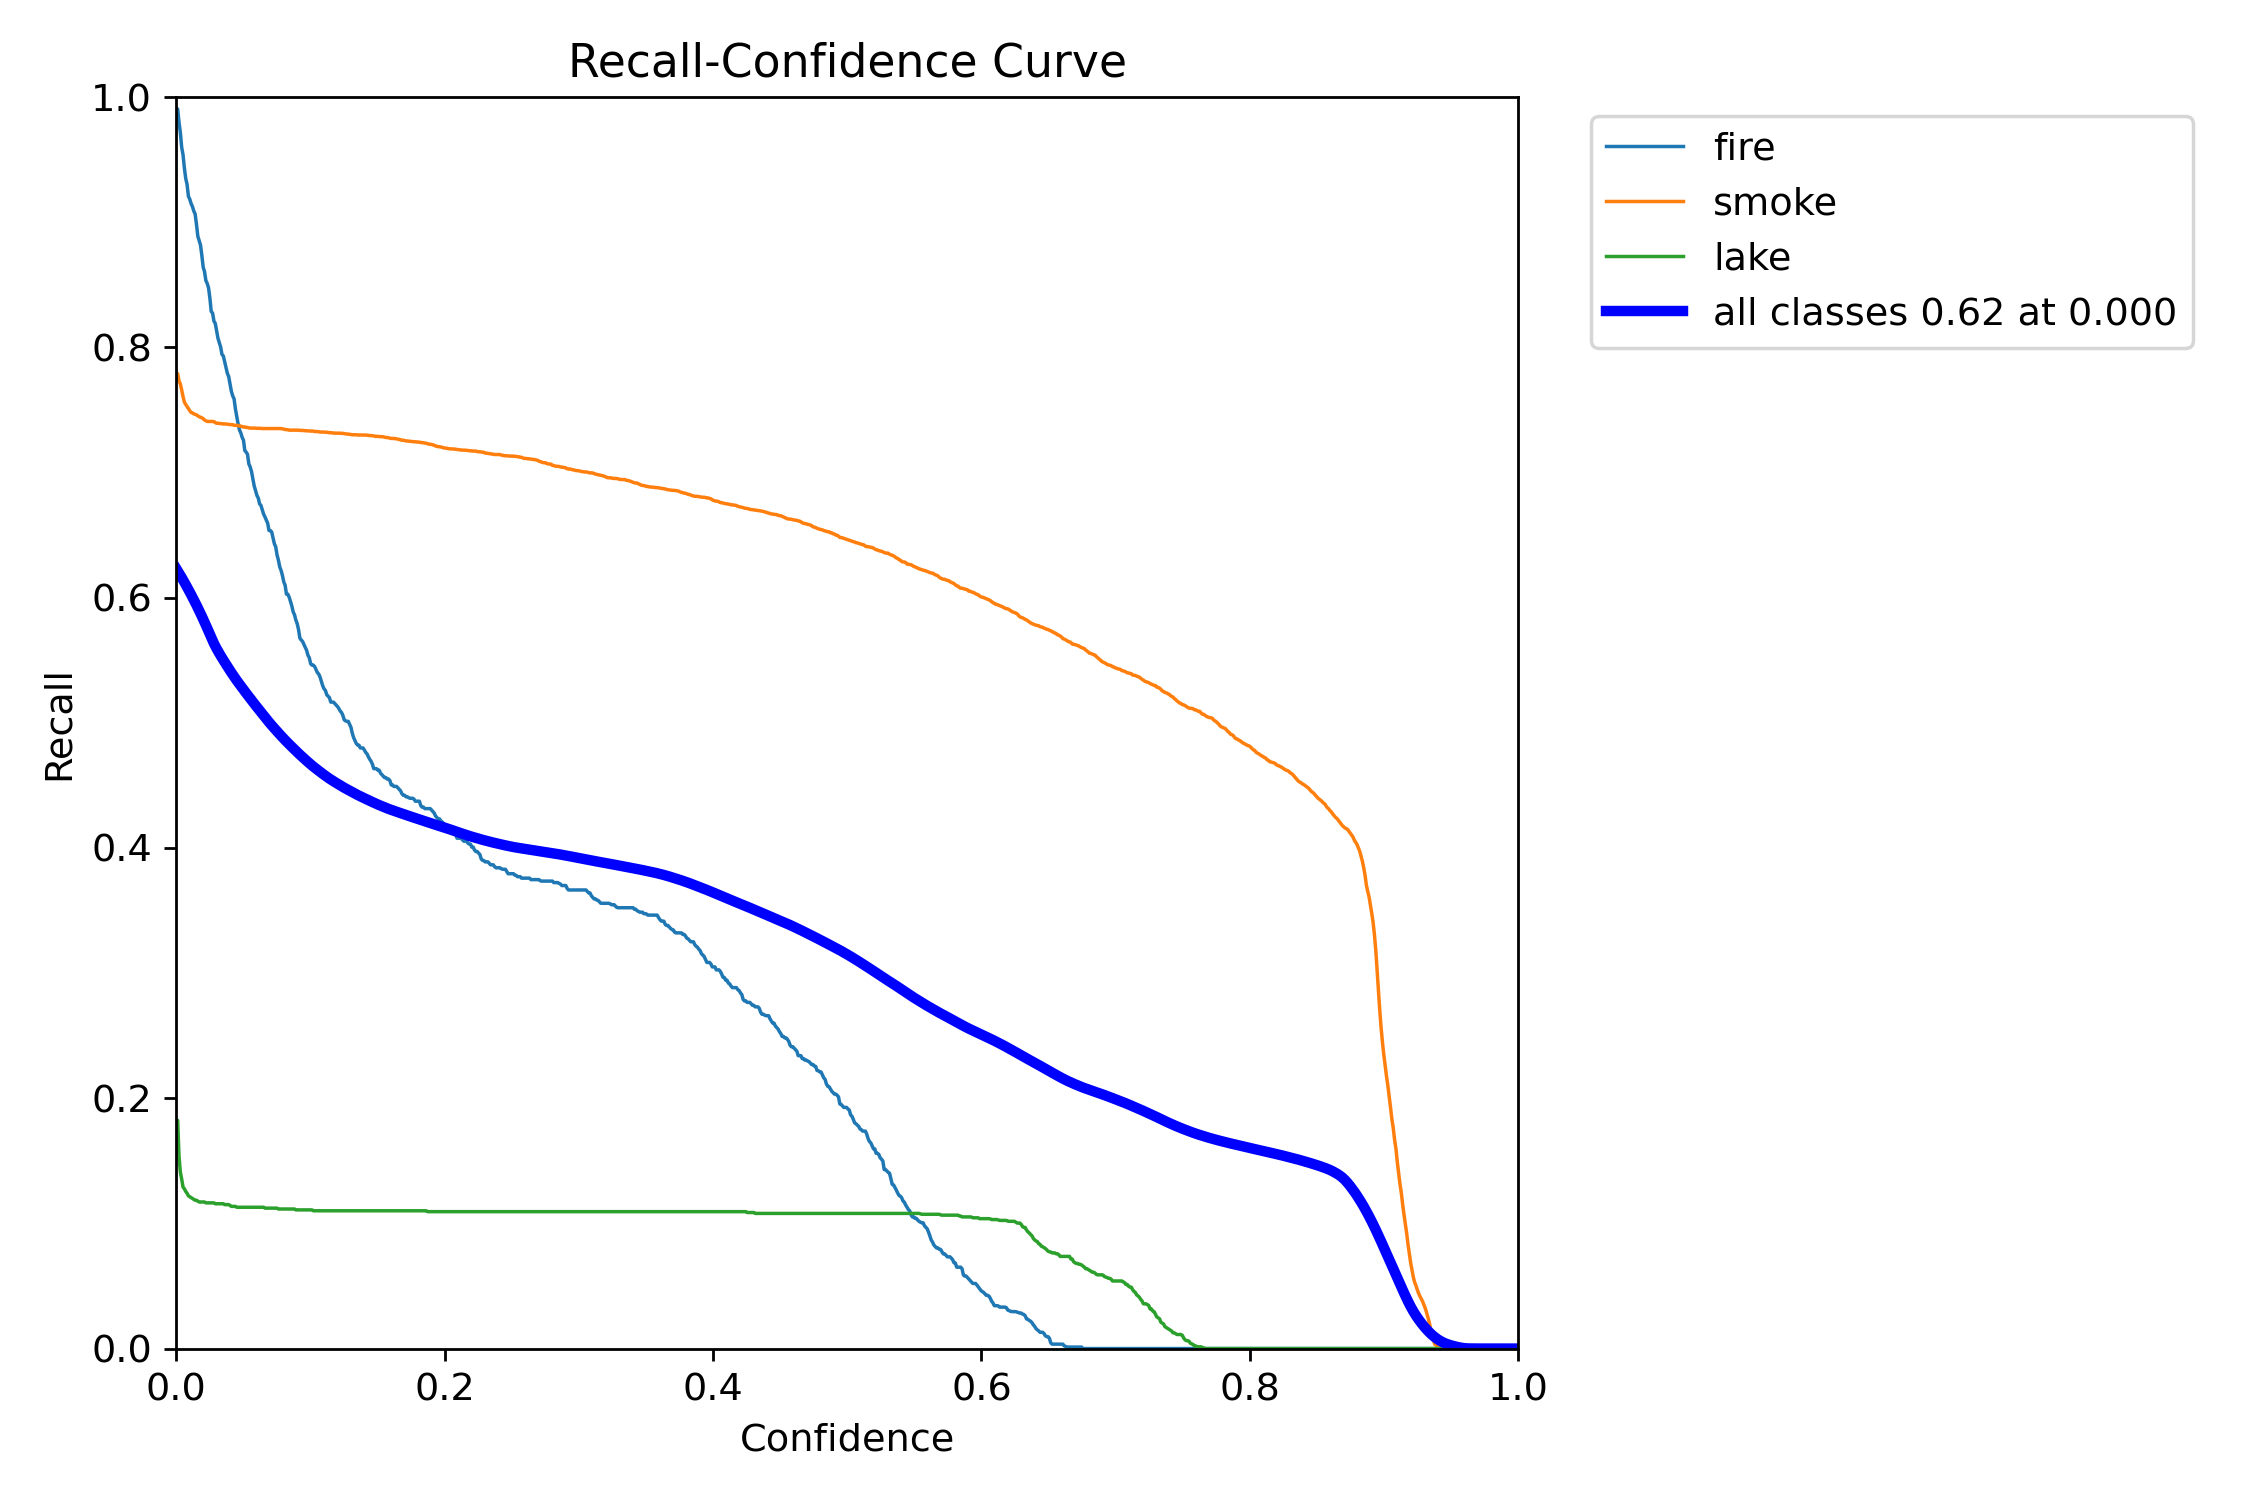 Recall-Confidence Curve
1.0
0.8
0.6
0.4
0.2
0.0
Recall
0.0 0.2 0.4 0.6 0.8 1.0
Confidence
fire
smoke
lake
all classes 0.62 at 0.000